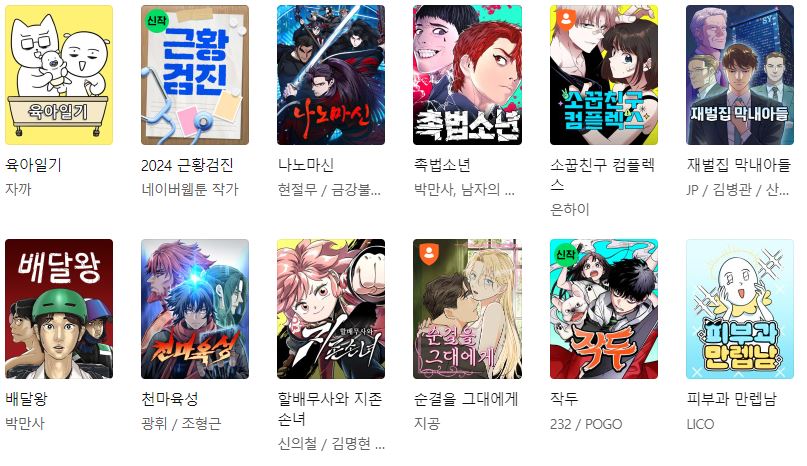 육아일기
신작
근황
검진
나노마신
촉법소년
소꿉친구
컴플렉스
재벌집 막내아들
육아일기
2024 근황검진
나노마신
촉법소년
소꿉친구 컴플렉
스
재벌집 막내아들
자까
네이버웹툰 작가
현절무 / 금강불...
박만사, 남자의 ...
은하이
JP / 김병관 / 산...
배달왕
천마육성
할배무사와
지존손녀
순결을
그대에게
신작
작두
피부과
만렙남
배달왕
천마육성
할배무사와 지존
손녀
순결을 그대에게
작두
피부과 만렙남
박만사
광휘 / 조형근
신의철 / 김명현 ...
지공
232 / POGO
LICO